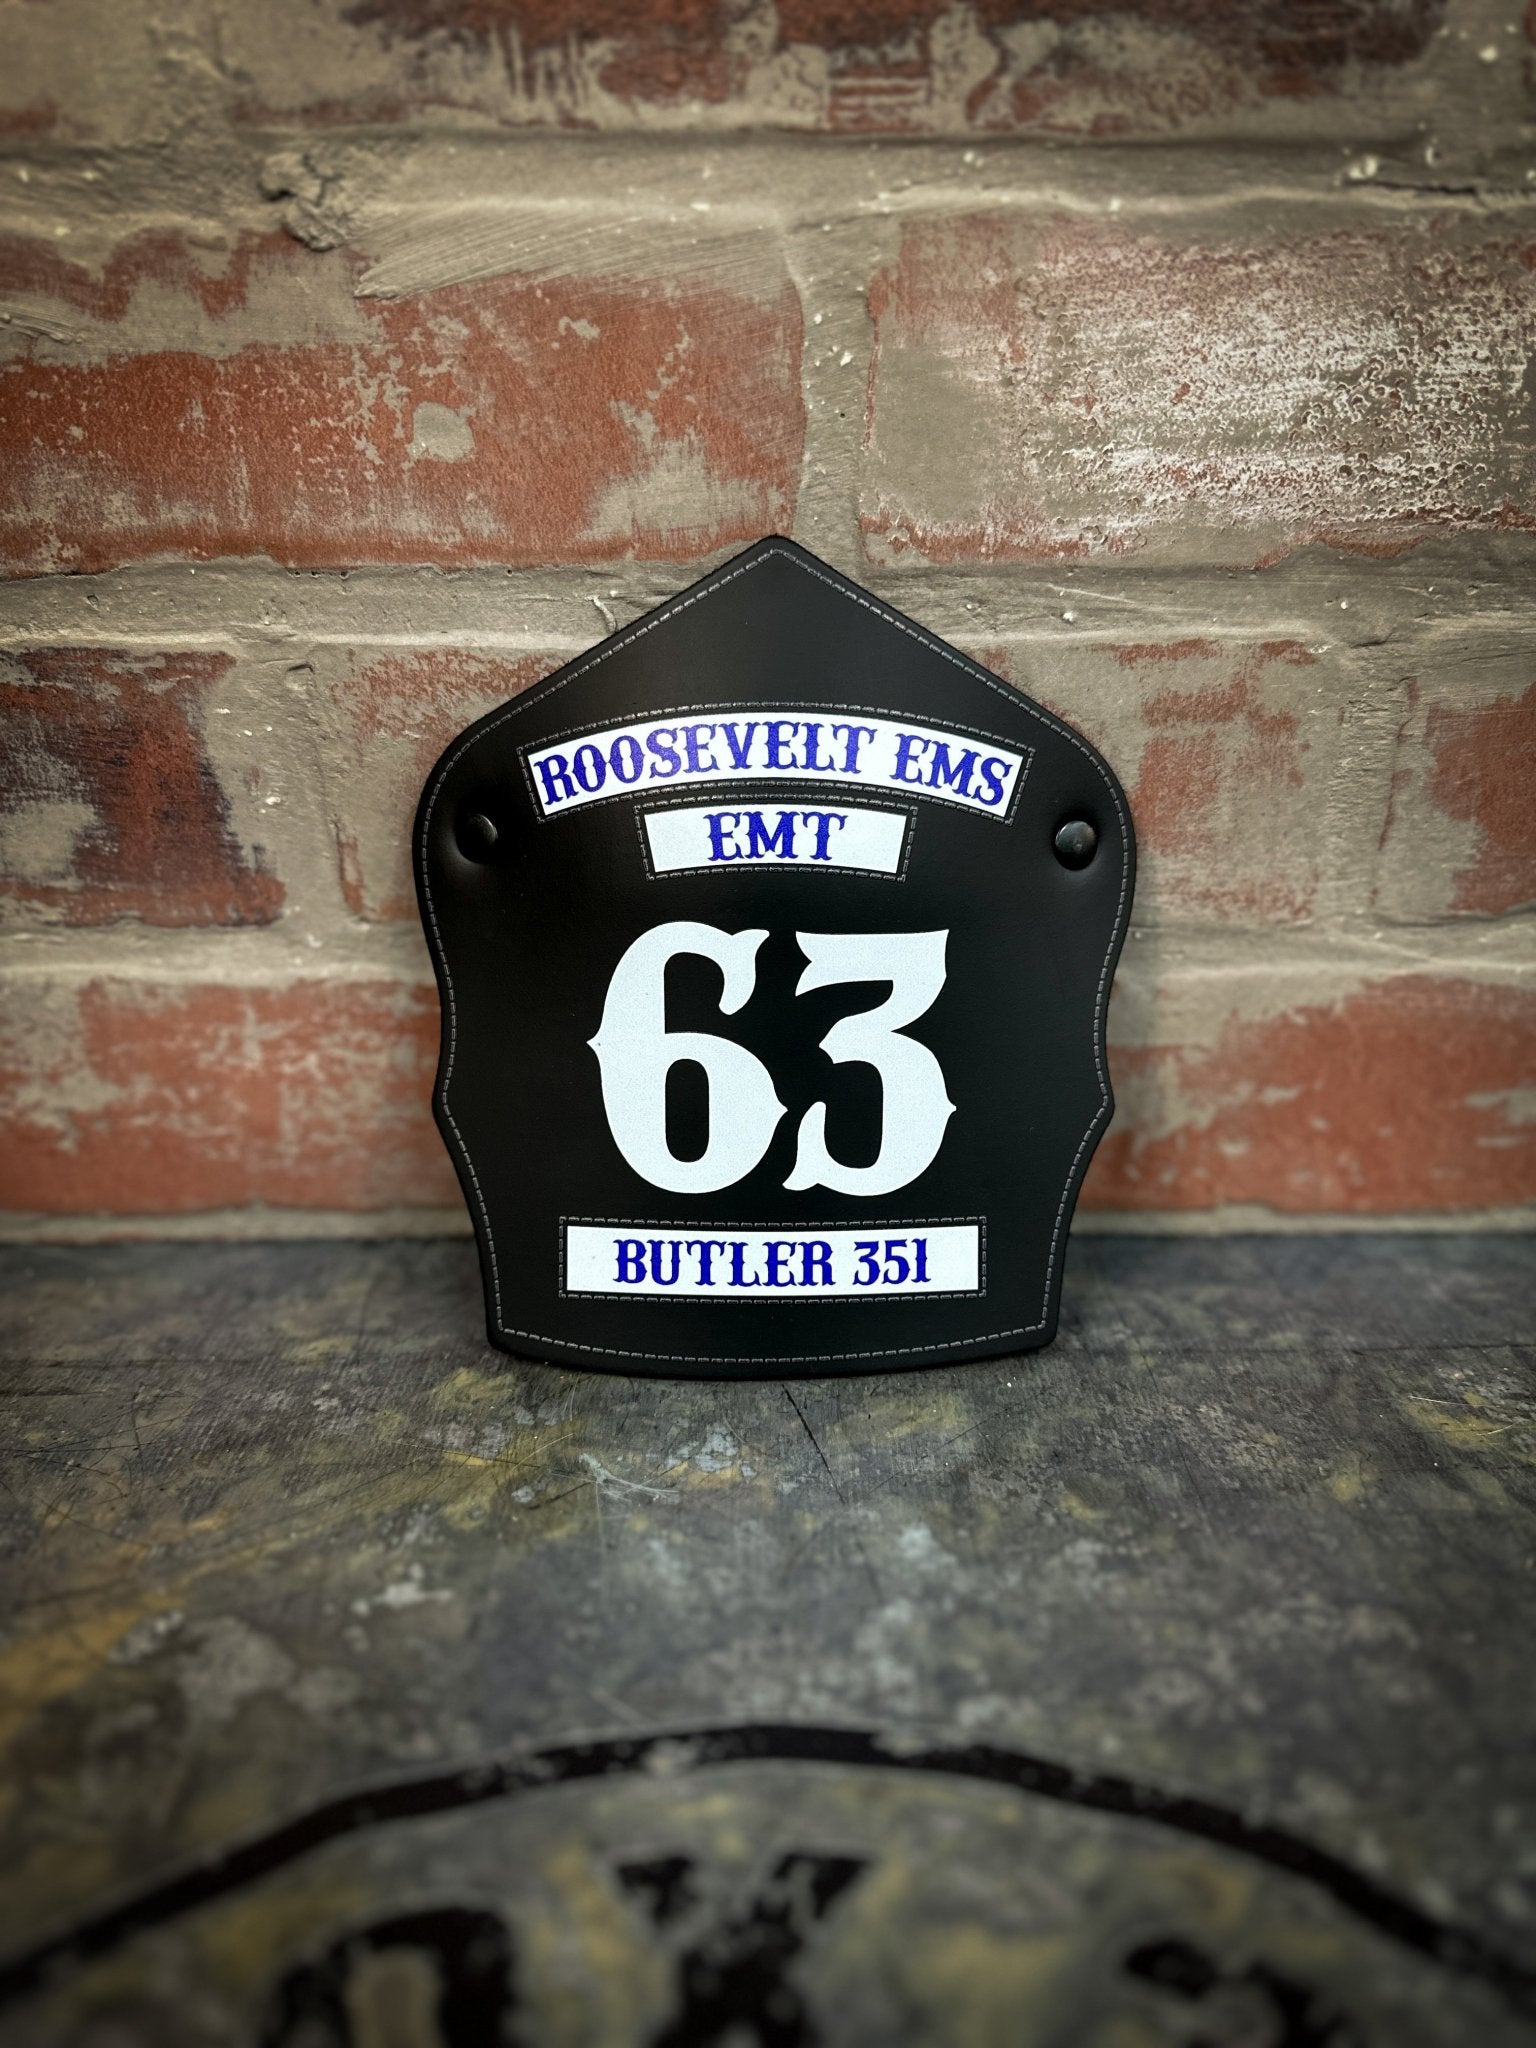 ROOSEVELT EMS
EMT
63
BUTLER 351